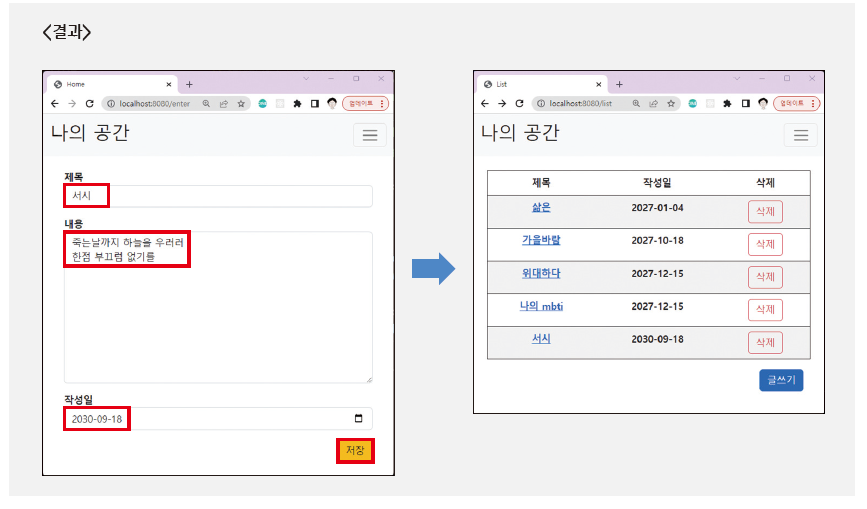 <결과>
Home
localhost:8080/enter
업데이트
나의 공간
제목
서시
내용
죽는날까지 하늘을 우러러
한점 부끄럼 없기를
작성일
2030-09-18
저장
List
localhost:8080/list
업데이트
나의 공간
제목 작성일 삭제
삶은 2027-01-04 삭제
가을바람 2027-10-18 삭제
위대하다 2027-12-15 삭제
나의 mbti 2027-12-15 삭제
서시 2030-09-18 삭제
글쓰기